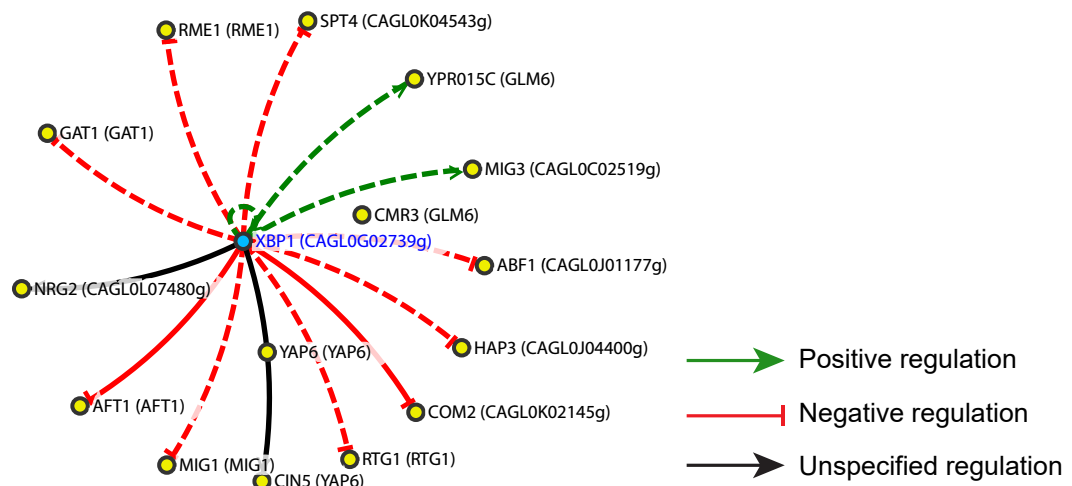 SPT4 (CAGL0K04543g)
RME1 (RME1)
YPR015C (GLM6)
GAT1 (GAT1)
MIG3 (CAGL0C02519g)
CMR3 (GLM6)
XBP1 (CAGL0G02739g)
ABF1 (CAGL0J01177g)
NRG2 (CAGL0L07480g)
HAP3 (CAGL0J04400g)
YAP6 (YAP6)
Positive regulation
AFT1 (AFT1)
COM2 (CAGL0K02145g)
Negative regulation
RTG1 (RTG1)
MIG1 (MIG1)
Unspecified regulation
CIN5 (YAP6)